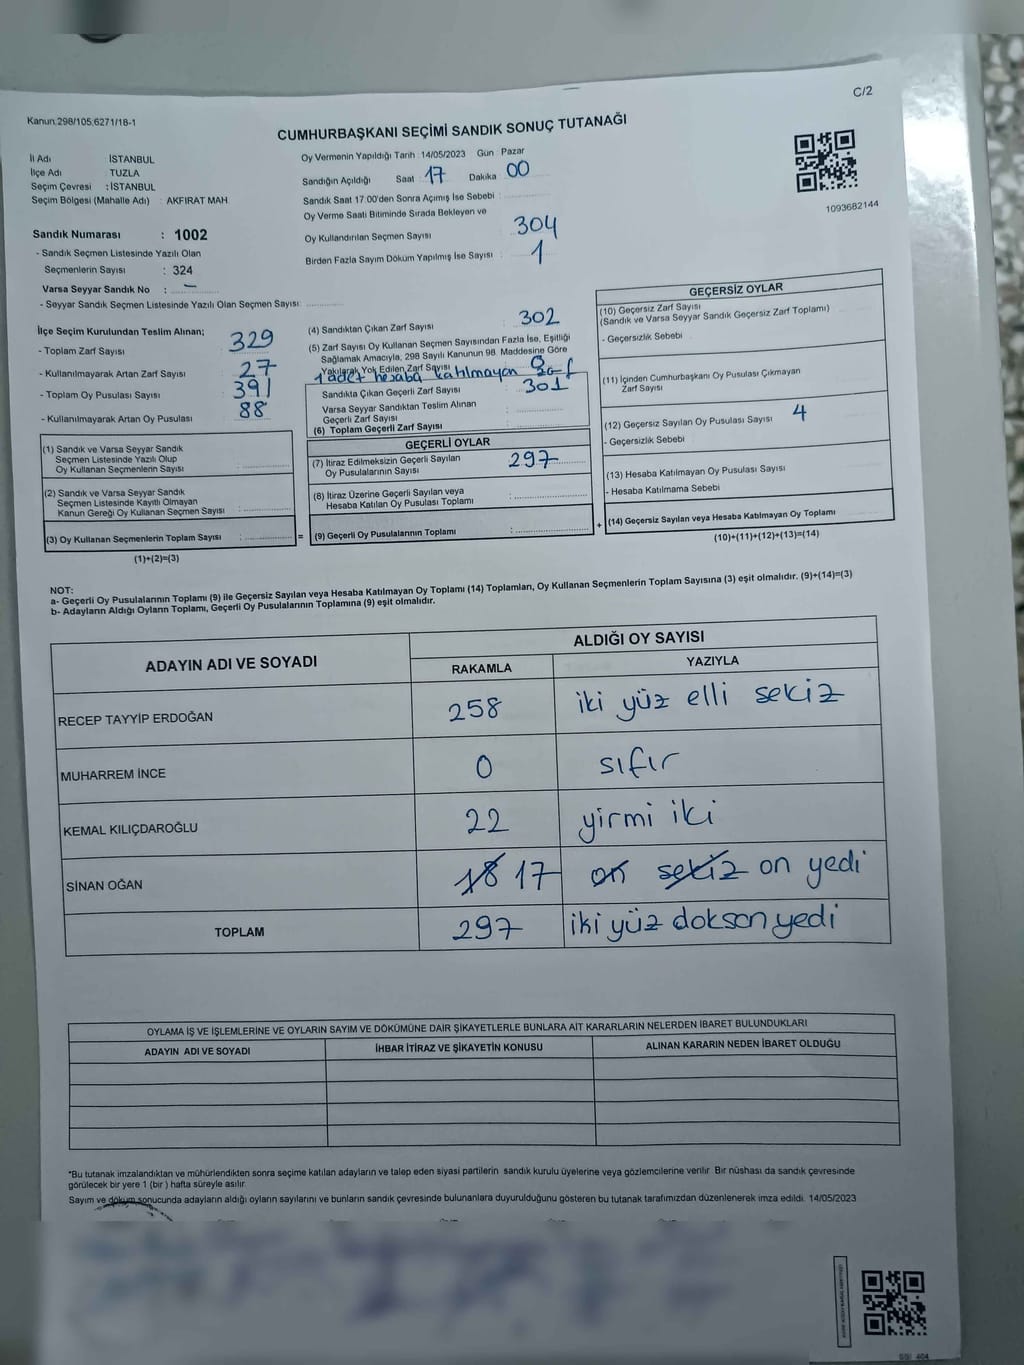 C/2
Kanun.298/105,6271/18-1
CUMHURBAŞKANI SEÇİMİ SANDIK SONUÇ TUTANAĞI
İl Adı İSTANBUL
İlçe Adı TUZLA
Seçim Çevresi : İSTANBUL
Seçim Bölgesi (Mahalle Adı) : AKFIRAT MAH
Oy Vermenin Yapıldığı Tarih : 14/05/2023 Gün : Pazar
Sandığın Açıldığı Saat : 17 Dakika : 00
Sandık Saat 17.00'den Sonra Açımış İse Sebebi :
Oy Verme Saati Bitiminde Sırada Bekleyen ve
Oy Kullandırılan Seçmen Sayısı : 304
Birden Fazla Sayım Döküm Yapılmış İse Sayısı : 1
1093682144
Sandık Numarası : 1002
- Sandık Seçmen Listesinde Yazılı Olan
Seçmenlerin Sayısı : 324
Varsa Seyyar Sandık No : -
- Seyyar Sandık Seçmen Listesinde Yazılı Olan Seçmen Sayısı:
İlçe Seçim Kurulundan Teslim Alınan;
- Toplam Zarf Sayısı : 329
- Kullanılmayarak Artan Zarf Sayısı : 27
- Toplam Oy Pusulası Sayısı : 391
- Kullanılmayarak Artan Oy Pusulası : 88
(1) Sandık ve Varsa Seyyar Sandık
Seçmen Listesinde Yazılı Olup
Oy Kullanan Seçmenlerin Sayısı :
(2) Sandık ve Varsa Seyyar Sandık
Seçmen Listesinde Kayıtlı Olmayan
Kanun Gereği Oy Kullanan Seçmen Sayısı :
(3) Oy Kullanan Seçmenlerin Toplam Sayısı :
(1)+(2)=(3)
=
(4) Sandıktan Çıkan Zarf Sayısı : 302
(5) Zarf Sayısı Oy Kullanan Seçmen Sayısından Fazla İse, Eşitliği
Sağlamak Amacıyla, 298 Sayılı Kanunun 98. Maddesine Göre
Yakılarak Yok Edilen Zarf Sayısı : 0
1 adet hesaba katılmayan zarf
Sandıkta Çıkan Geçerli Zarf Sayısı : 301
Varsa Seyyar Sandıktan Teslim Alınan
Geçerli Zarf Sayısı :
(6) Toplam Geçerli Zarf Sayısı :
GEÇERLİ OYLAR
(7) İtiraz Edilmeksizin Geçerli Sayılan
Oy Pusulalarının Sayısı : 297
(8) İtiraz Üzerine Geçerli Sayılan veya
Hesaba Katılan Oy Pusulası Toplamı :
(9) Geçerli Oy Pusulalarının Toplamı :
+
GEÇERSİZ OYLAR
(10) Geçersiz Zarf Sayısı
(Sandık ve Varsa Seyyar Sandık Geçersiz Zarf Toplamı)
- Geçersizlik Sebebi
(11) İçinden Cumhurbaşkanı Oy Pusulası Çıkmayan
Zarf Sayısı
(12) Geçersiz Sayılan Oy Pusulası Sayısı 4
- Geçersizlik Sebebi
(13) Hesaba Katılmayan Oy Pusulası Sayısı
- Hesaba Katılmama Sebebi
(14) Geçersiz Sayılan veya Hesaba Katılmayan Oy Toplamı
(10)+(11)+(12)+(13)=(14)
NOT:
a- Geçerli Oy Pusulalarının Toplamı (9) ile Geçersiz Sayılan veya Hesaba Katılmayan Oy Toplamı (14) Toplamları, Oy Kullanan Seçmenlerin Toplam Sayısına (3) eşit olmalıdır. (9)+(14)=(3)
b- Adayların Aldığı Oyların Toplamı, Geçerli Oy Pusulalarının Toplamına (9) eşit olmalıdır.
ADAYIN ADI VE SOYADI
ALDIĞI OY SAYISI
RAKAMLA YAZIYLA
RECEP TAYYİP ERDOĞAN 258 iki yüz elli sekiz
MUHARREM İNCE 0 sıfır
KEMAL KILIÇDAROĞLU 22 yirmi iki
SİNAN OĞAN 18 17 on sekiz on yedi
TOPLAM 297 iki yüz doksan yedi
OYLAMA İŞ VE İŞLEMLERİNE VE OYLARIN SAYIM VE DÖKÜMÜNE DAİR ŞİKAYETLERLE BUNLARA AİT KARARLARIN NELERDEN İBARET BULUNDUKLARI
ADAYIN ADI VE SOYADI İHBAR İTİRAZ VE ŞİKAYETİN KONUSU ALINAN KARARIN NEDEN İBARET OLDUĞU
*Bu tutanak imzalandıktan ve mühürlendikten sonra seçime katılan adayların ve talep eden siyasi partilerin sandık kurulu üyelerine veya gözlemcilerine verilir. Bir nüshası da sandık çevresinde
görülecek bir yere 1 (bir ) hafta süreyle asılır.
Sayım ve döküm sonucunda adayların aldığı oyların sayılarını ve bunların sandık çevresinde bulunanlara duyurulduğunu gösteren bu tutanak tarafımızdan düzenlenerek imza edildi. 14/05/2023